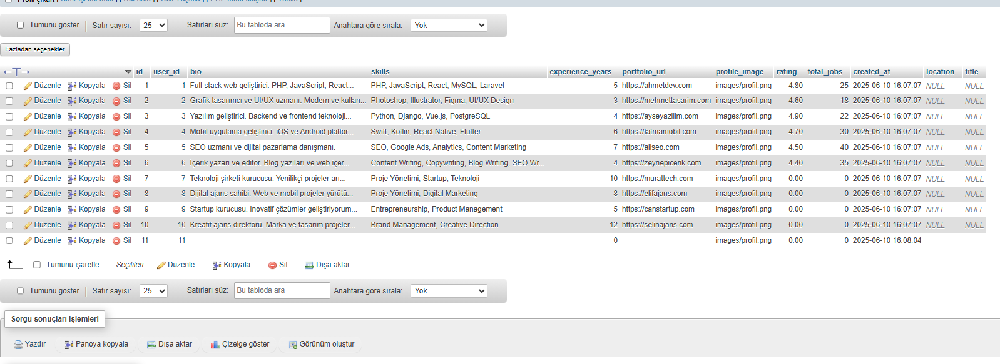 Profil çıkart [ Satır içi düzenle ] [ Düzenle ] [ SQL'i açıkla ] [ PHP kodu oluştur ] [ Yenile ]
Tümünü göster Satır sayısı: 25 Satırları süz: Bu tabloda ara Anahtara göre sırala: Yok
Fazladan seçenekler
←T→ id user_id bio skills experience_years portfolio_url profile_image rating total_jobs created_at location title
Düzenle Kopyala Sil 1 1 Full-stack web geliştirici. PHP, JavaScript, React... PHP, JavaScript, React, MySQL, Laravel 5 https://ahmetdev.com images/profil.png 4.80 25 2025-06-10 16:07:07 NULL NULL
Düzenle Kopyala Sil 2 2 Grafik tasarımcı ve UI/UX uzmanı. Modern ve kullan... Photoshop, Illustrator, Figma, UI/UX Design 3 https://mehmettasarim.com images/profil.png 4.60 18 2025-06-10 16:07:07 NULL NULL
Düzenle Kopyala Sil 3 3 Yazılım geliştirici. Backend ve frontend teknoloji... Python, Django, Vue.js, PostgreSQL 4 https://ayseyazilim.com images/profil.png 4.90 22 2025-06-10 16:07:07 NULL NULL
Düzenle Kopyala Sil 4 4 Mobil uygulama geliştirici. iOS ve Android platfor... Swift, Kotlin, React Native, Flutter 6 https://fatmamobil.com images/profil.png 4.70 30 2025-06-10 16:07:07 NULL NULL
Düzenle Kopyala Sil 5 5 SEO uzmanı ve dijital pazarlama danışmanı. SEO, Google Ads, Analytics, Content Marketing 7 https://aliseo.com images/profil.png 4.50 40 2025-06-10 16:07:07 NULL NULL
Düzenle Kopyala Sil 6 6 İçerik yazarı ve editör. Blog yazıları ve web içer... Content Writing, Copywriting, Blog Writing, SEO Wr... 4 https://zeynepicerik.com images/profil.png 4.40 35 2025-06-10 16:07:07 NULL NULL
Düzenle Kopyala Sil 7 7 Teknoloji şirketi kurucusu. Yenilikçi projeler arı... Proje Yönetimi, Startup, Teknoloji 10 https://murattech.com images/profil.png 0.00 0 2025-06-10 16:07:07 NULL NULL
Düzenle Kopyala Sil 8 8 Dijital ajans sahibi. Web ve mobil projeler yürütü... Proje Yönetimi, Digital Marketing 8 https://elifajans.com images/profil.png 0.00 0 2025-06-10 16:07:07 NULL NULL
Düzenle Kopyala Sil 9 9 Startup kurucusu. İnovatif çözümler geliştiriyorum... Entrepreneurship, Product Management 5 https://canstartup.com images/profil.png 0.00 0 2025-06-10 16:07:07 NULL NULL
Düzenle Kopyala Sil 10 10 Kreatif ajans direktörü. Marka ve tasarım projeler... Brand Management, Creative Direction 12 https://selinajans.com images/profil.png 0.00 0 2025-06-10 16:07:07 NULL NULL
Düzenle Kopyala Sil 11 11 0 images/profil.png 0.00 0 2025-06-10 16:08:04
Tümünü işaretle Seçilileri: Düzenle Kopyala Sil Dışa aktar
Tümünü göster Satır sayısı: 25 Satırları süz: Bu tabloda ara Anahtara göre sırala: Yok
Sorgu sonuçları işlemleri
Yazdır Panoya kopyala Dışa aktar Çizelge göster Görünüm oluştur